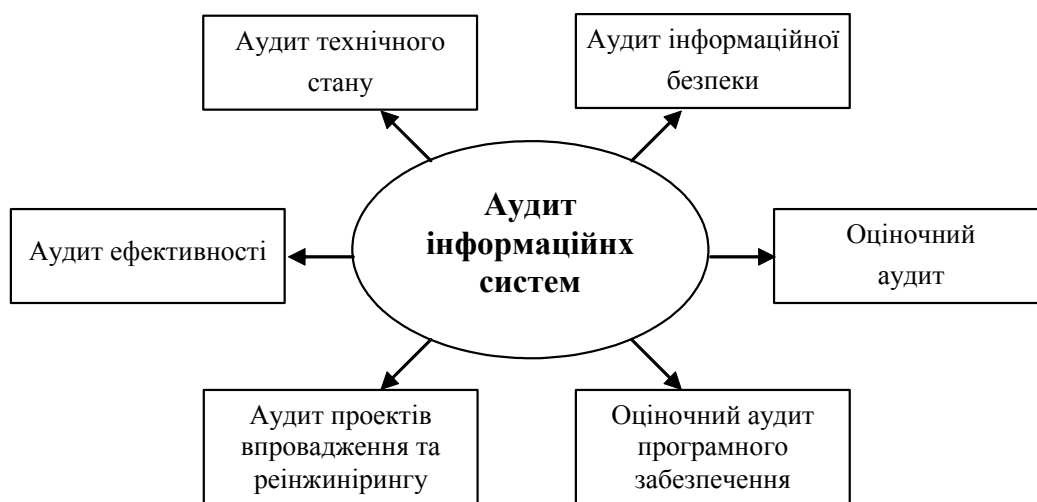 Аудит технічного
стану
Аудит інформаційної
безпеки
Аудит
інформаційнх
систем
Аудит ефективності
Оціночний
аудит
Аудит проектів
впровадження та
реінжинірингу
Оціночний аудит
програмного
забезпечення